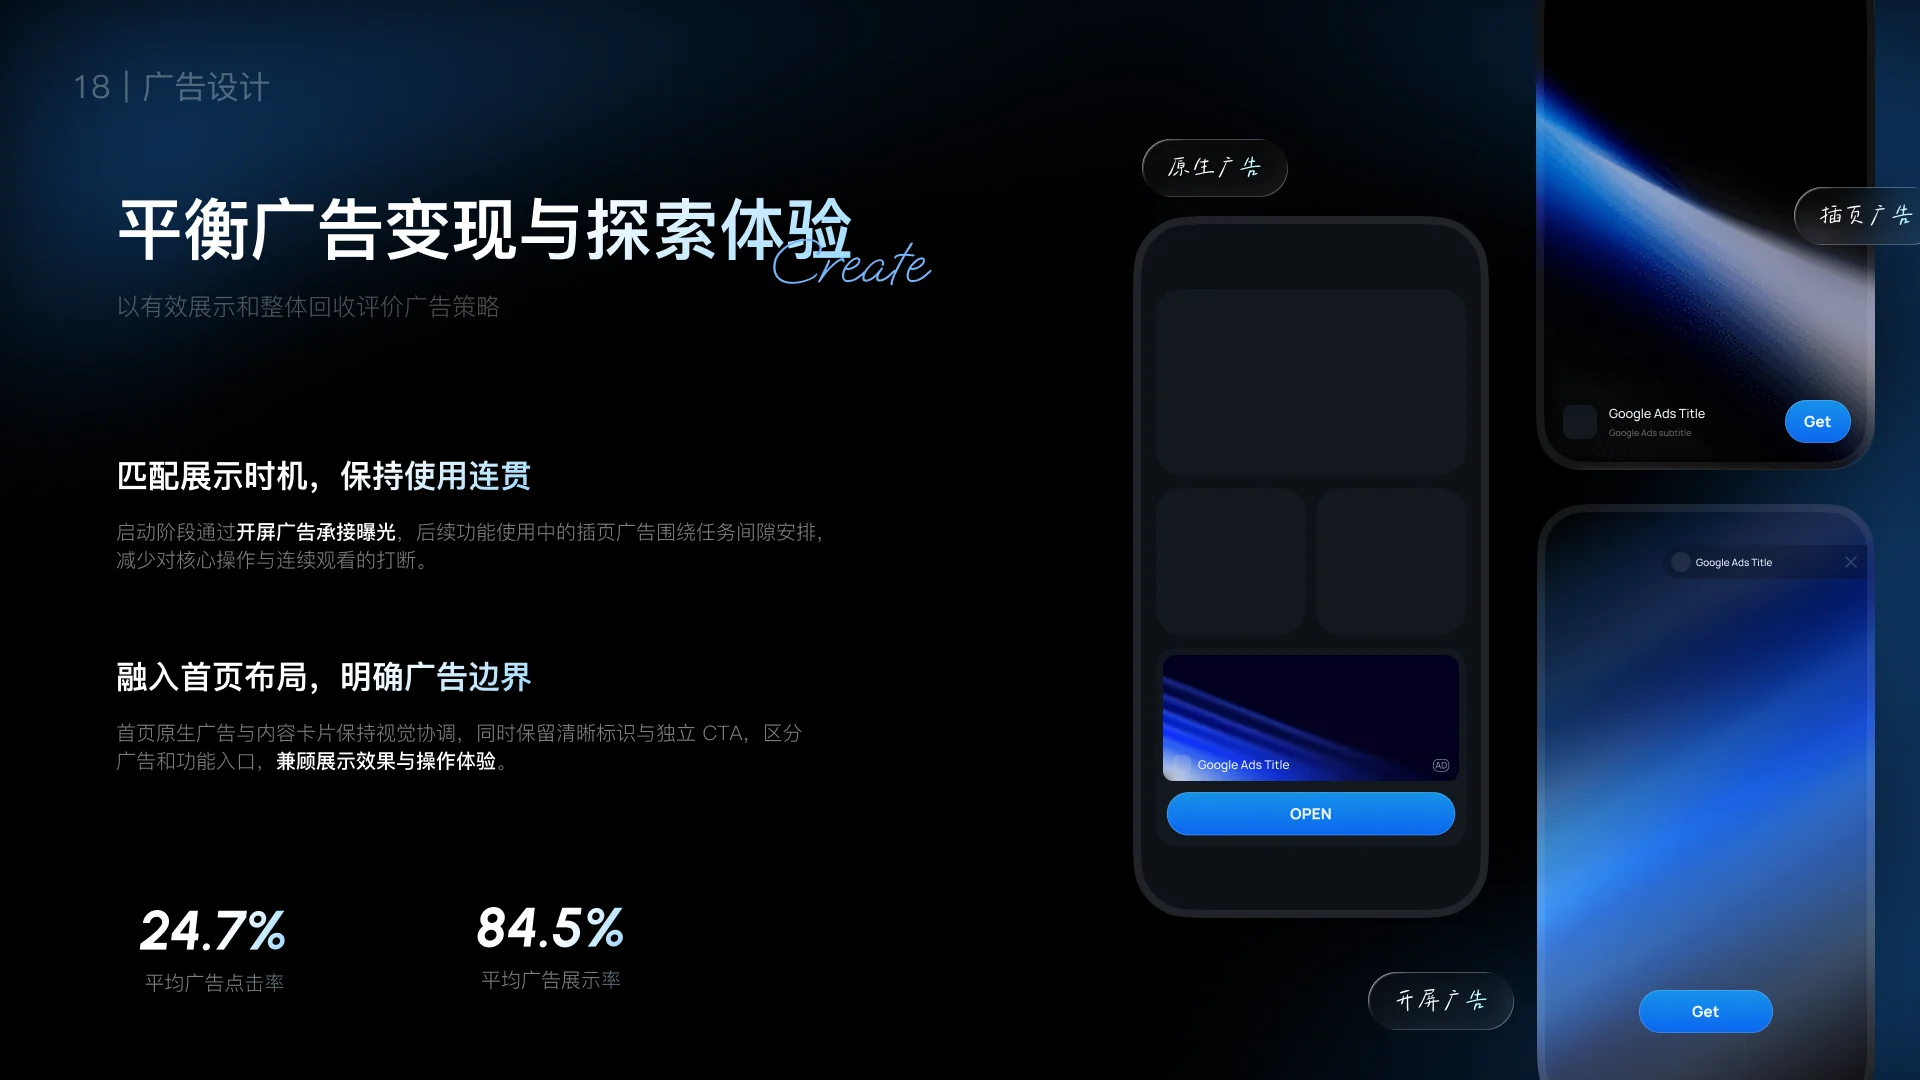 18 | 广告设计
平衡广告变现与探索体验
Create
以有效展示和整体回收评价广告策略
匹配展示时机，保持使用连贯
启动阶段通过开屏广告承接曝光，后续功能使用中的插页广告围绕任务间隙安排，
减少对核心操作与连续观看的打断。
融入首页布局，明确广告边界
首页原生广告与内容卡片保持视觉协调，同时保留清晰标识与独立 CTA，区分
广告和功能入口，兼顾展示效果与操作体验。
24.7%
平均广告点击率
84.5%
平均广告展示率
原生广告
Google Ads Title
AD
OPEN
插页广告
Google Ads Title
Google Ads subtitle
Get
开屏广告
Google Ads Title
Get